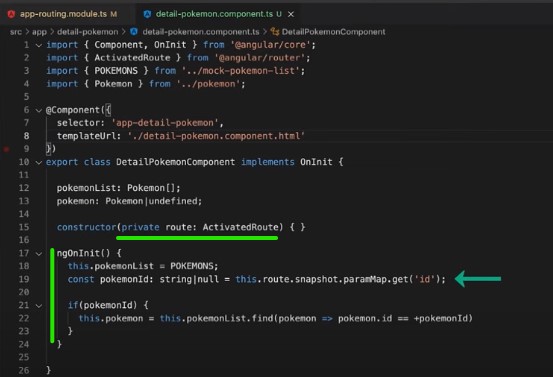 app-routing.module.ts M
detail-pokemon.component.ts U ×
src > app > detail-pokemon > detail-pokemon.component.ts > DetailPokemonComponent
1 import { Component, OnInit } from '@angular/core';
2 import { ActivatedRoute } from '@angular/router';
3 import { POKEMONS } from '../mock-pokemon-list';
4 import { Pokemon } from '../pokemon';
5
6 @Component({
7 selector: 'app-detail-pokemon',
8 templateUrl: './detail-pokemon.component.html'
9 })
10 export class DetailPokemonComponent implements OnInit {
11
12 pokemonList: Pokemon[];
13 pokemon: Pokemon|undefined;
14
15 constructor(private route: ActivatedRoute) { }
16
17 ngOnInit() {
18 this.pokemonList = POKEMONS;
19 const pokemonId: string|null = this.route.snapshot.paramMap.get('id');
20
21 if(pokemonId) {
22 this.pokemon = this.pokemonList.find(pokemon => pokemon.id == +pokemonId)
23 }
24 }
25
26 }